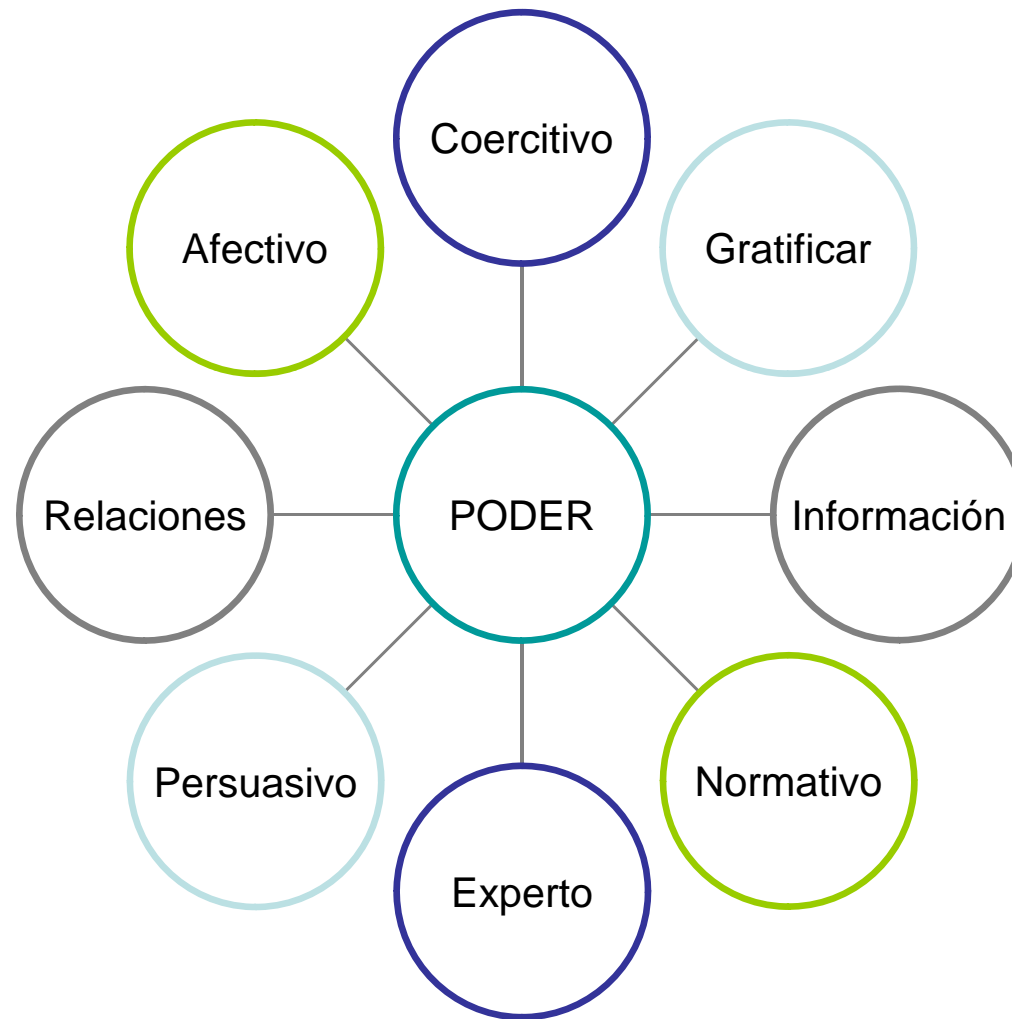 Coercitivo
Afectivo
Gratificar
Relaciones
PODER
Información
Persuasivo
Normativo
Experto